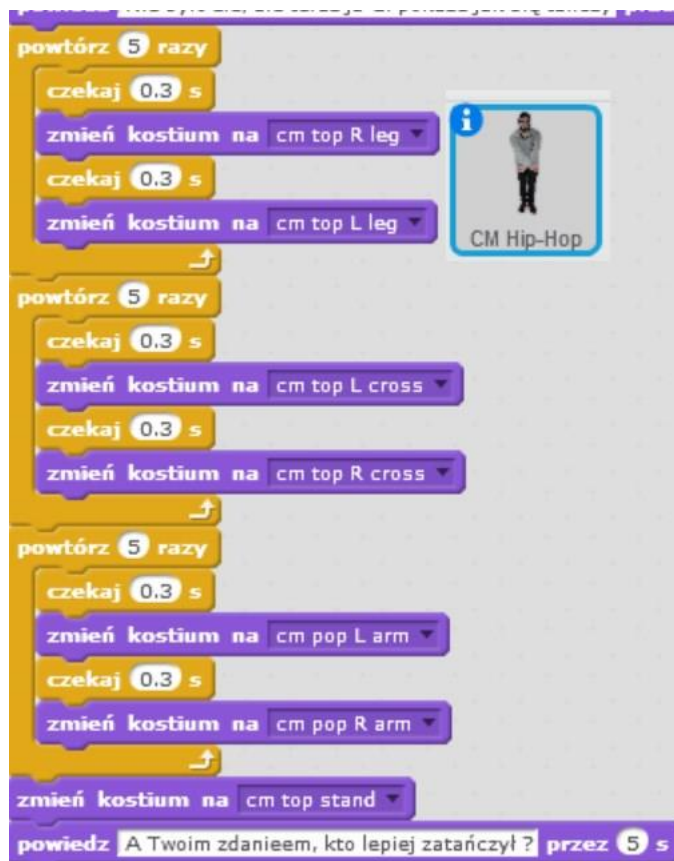 powtórz 5 razy
czekaj 0.3 s
zmień kostium na cm top R leg
czekaj 0.3 s
zmień kostium na cm top L leg
CM Hip-Hop
powtórz 5 razy
czekaj 0.3 s
zmień kostium na cm top L cross
czekaj 0.3 s
zmień kostium na cm top R cross
powtórz 5 razy
czekaj 0.3 s
zmień kostium na cm pop L arm
czekaj 0.3 s
zmień kostium na cm pop R arm
zmień kostium na cm top stand
powiedz A Twoim zdanieem, kto lepiej zatańczył ? przez 5 s